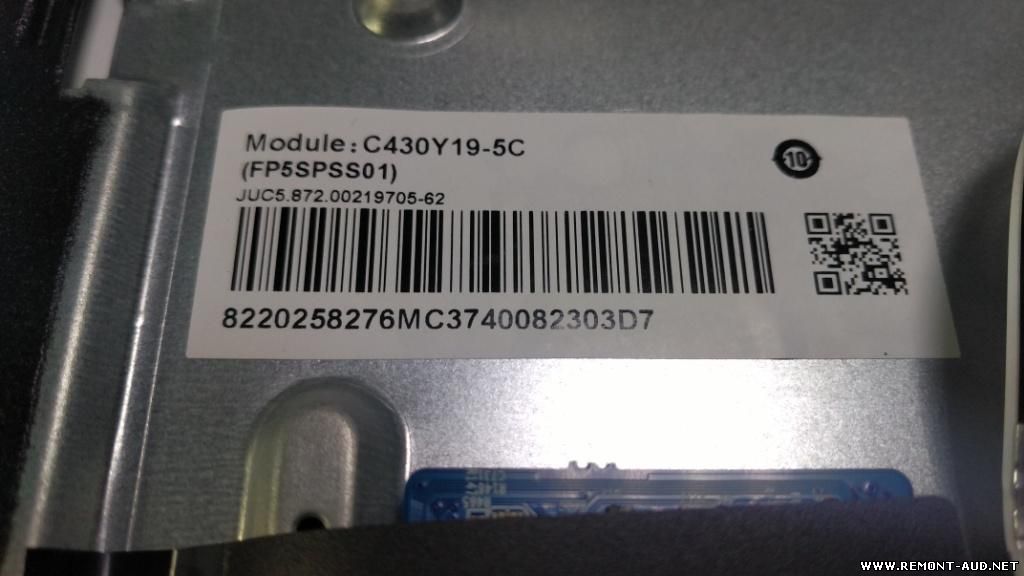 Module:C430Y19-5C
(FP5SPSS01)
10
JUC5.872.00219705-62
8220258276MC3740082303D7
WWW.REMONT-AUD.NET